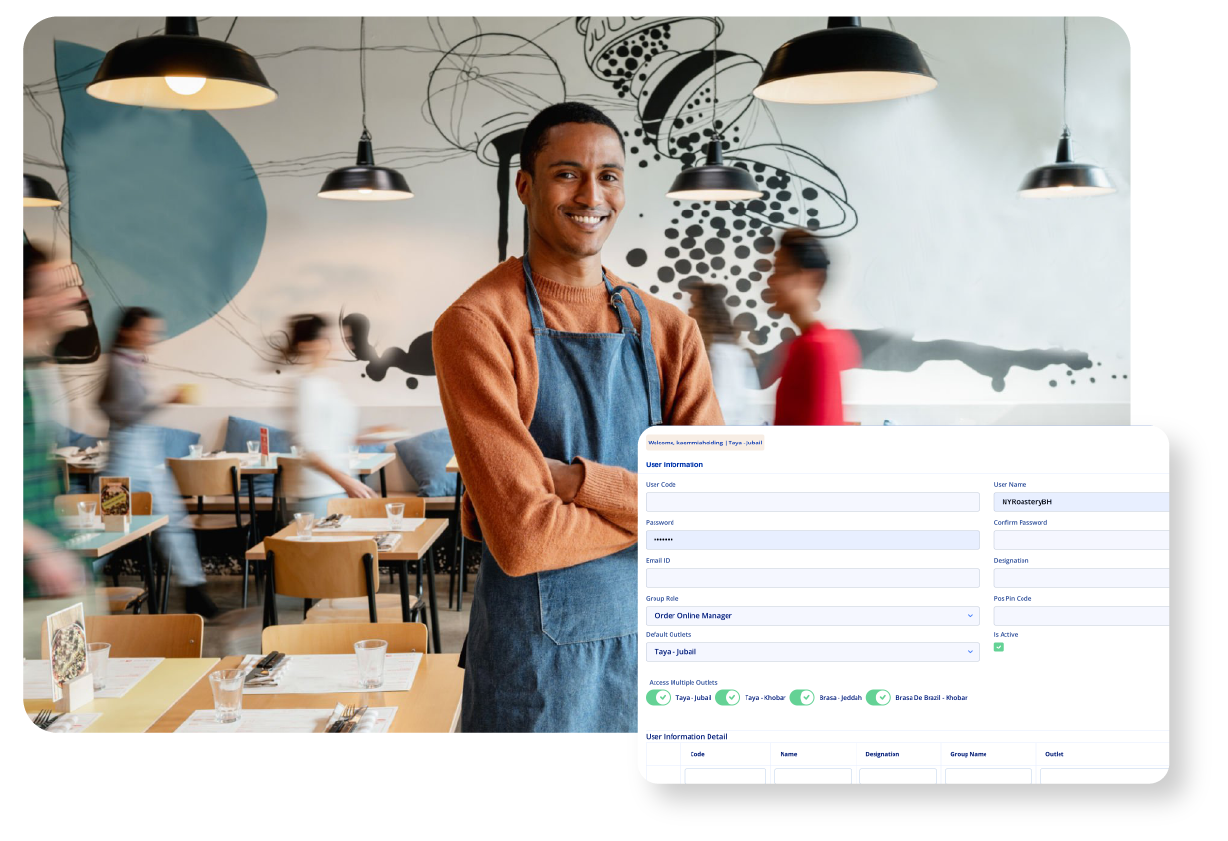 Welcome, kaommiaholding | Taya - Jubail
User Information
User Code
User Name
NYRoasteryBH
Password
Confirm Password
•••••••
Email ID
Designation
Group Role
Pos Pin Code
Order Online Manager
Default Outlets
Is Active
Taya - Jubail
Access Multiple Outlets
Taya - Jubail Taya - Khobar Brasa - Jeddah Brasa De Brazil - Khobar
User Information Detail
Code Name Designation Group Name Outlet